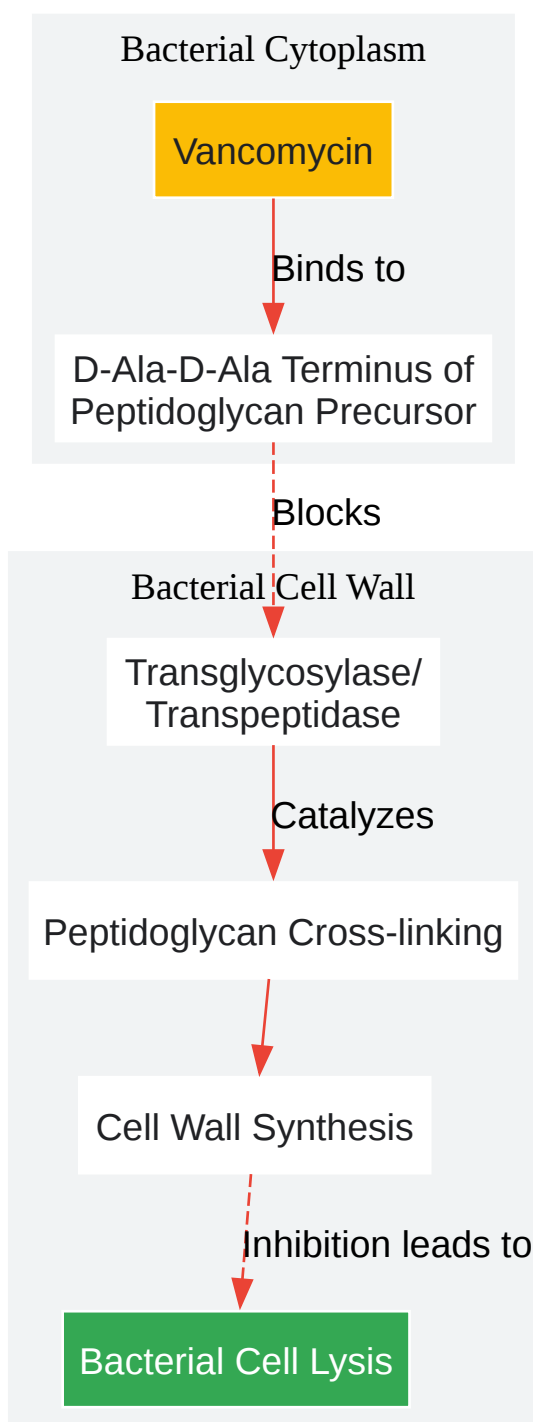 Bacterial Cytoplasm
Vancomycin
Binds to
D-Ala-D-Ala Terminus of
Peptidoglycan Precursor
Blocks
Bacterial Cell Wall
Transglycosylase/
Transpeptidase
Catalyzes
Peptidoglycan Cross-linking
Cell Wall Synthesis
Inhibition leads to
Bacterial Cell Lysis